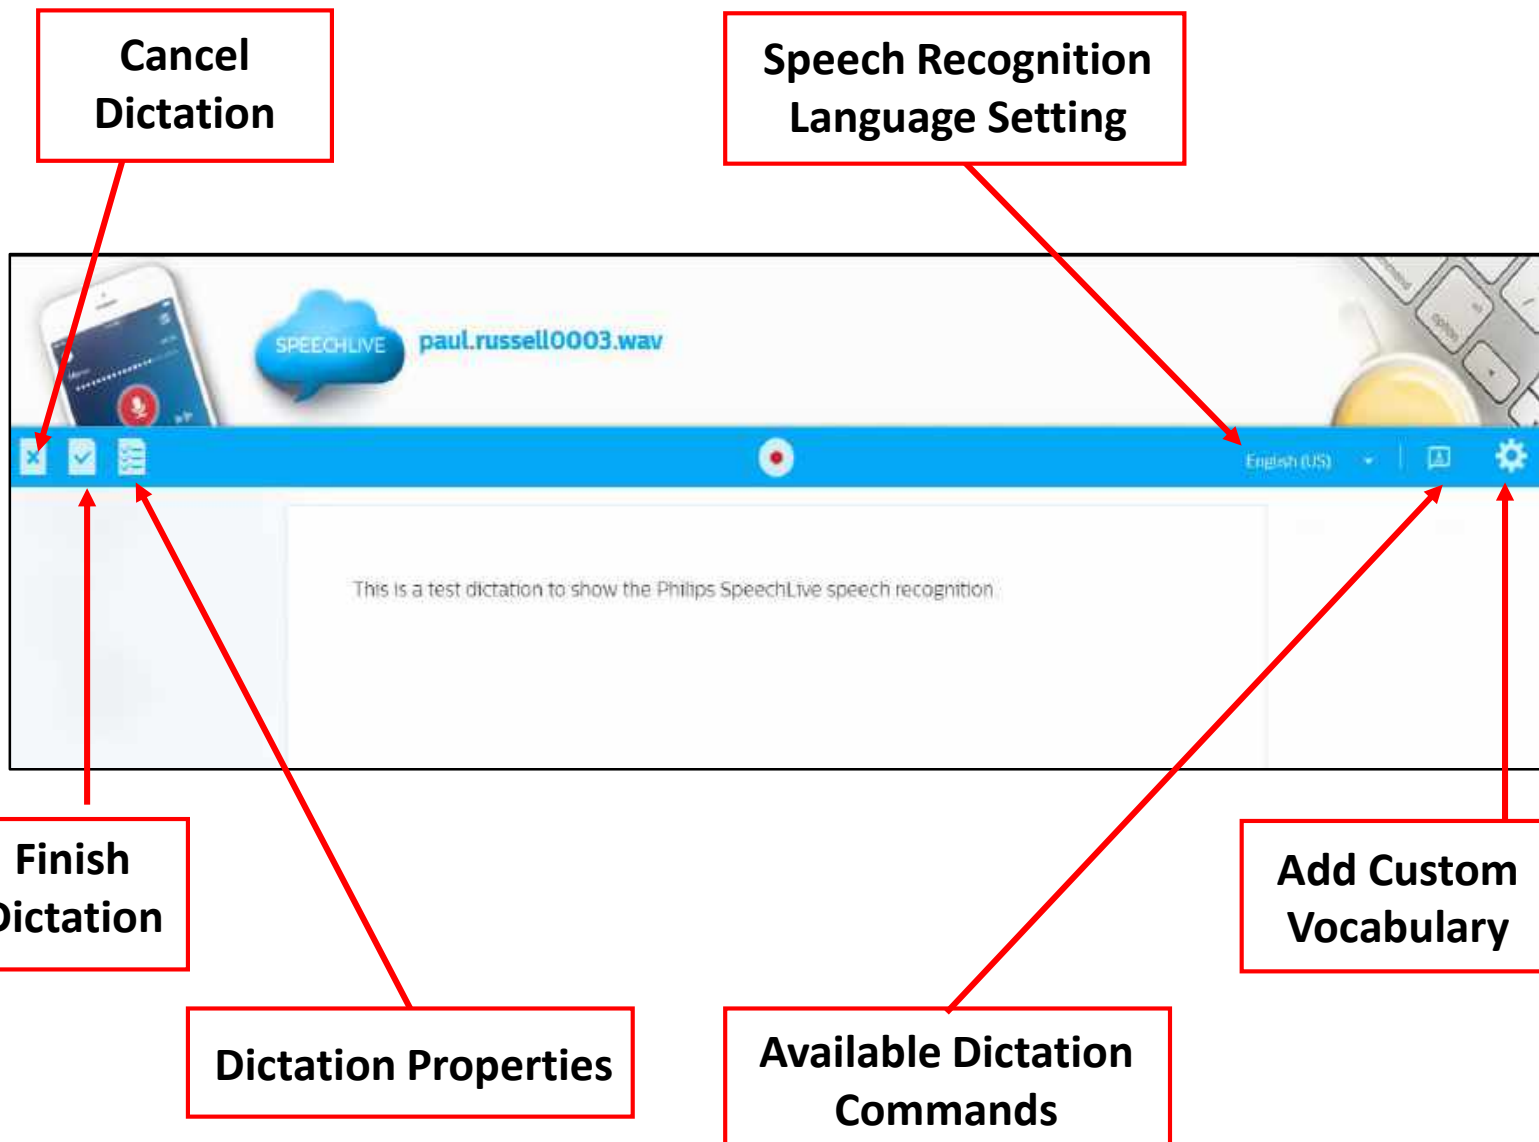 Cancel
Dictation
Speech Recognition
Language Setting
SPEECHLIVE
paul.russell0003.wav
English (US)
This is a test dictation to show the Philips SpeechLive speech recognition.
Finish
Dictation
Add Custom
Vocabulary
Dictation Properties
Available Dictation
Commands